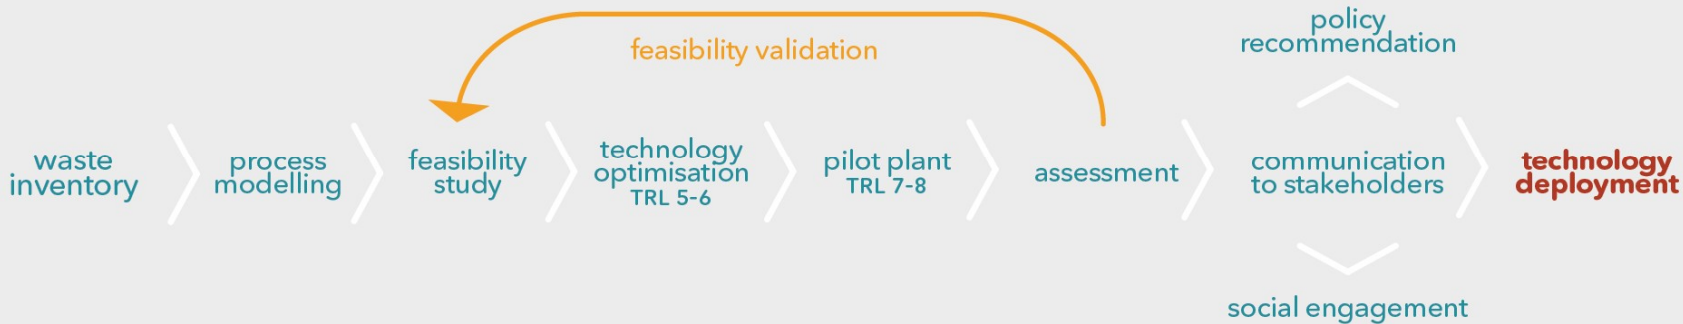 feasibility validation
waste
inventory
process
modelling
feasibility
study
technology
optimisation
TRL 5-6
pilot plant
TRL 7-8
assessment
policy
recommendation
communication
to stakeholders
social engagement
technology
deployment